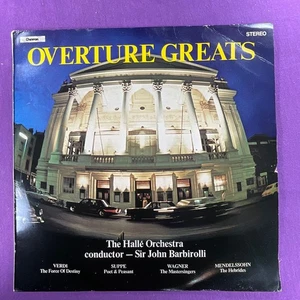 Chairman
STEREO
OVERTURE GREATS
The Hallé Orchestra
conductor – Sir John Barbirolli
VERDI
The Force Of Destiny
SUPPE
Poet & Peasant
WAGNER
The Mastersingers
MENDELSSOHN
The Hebrides